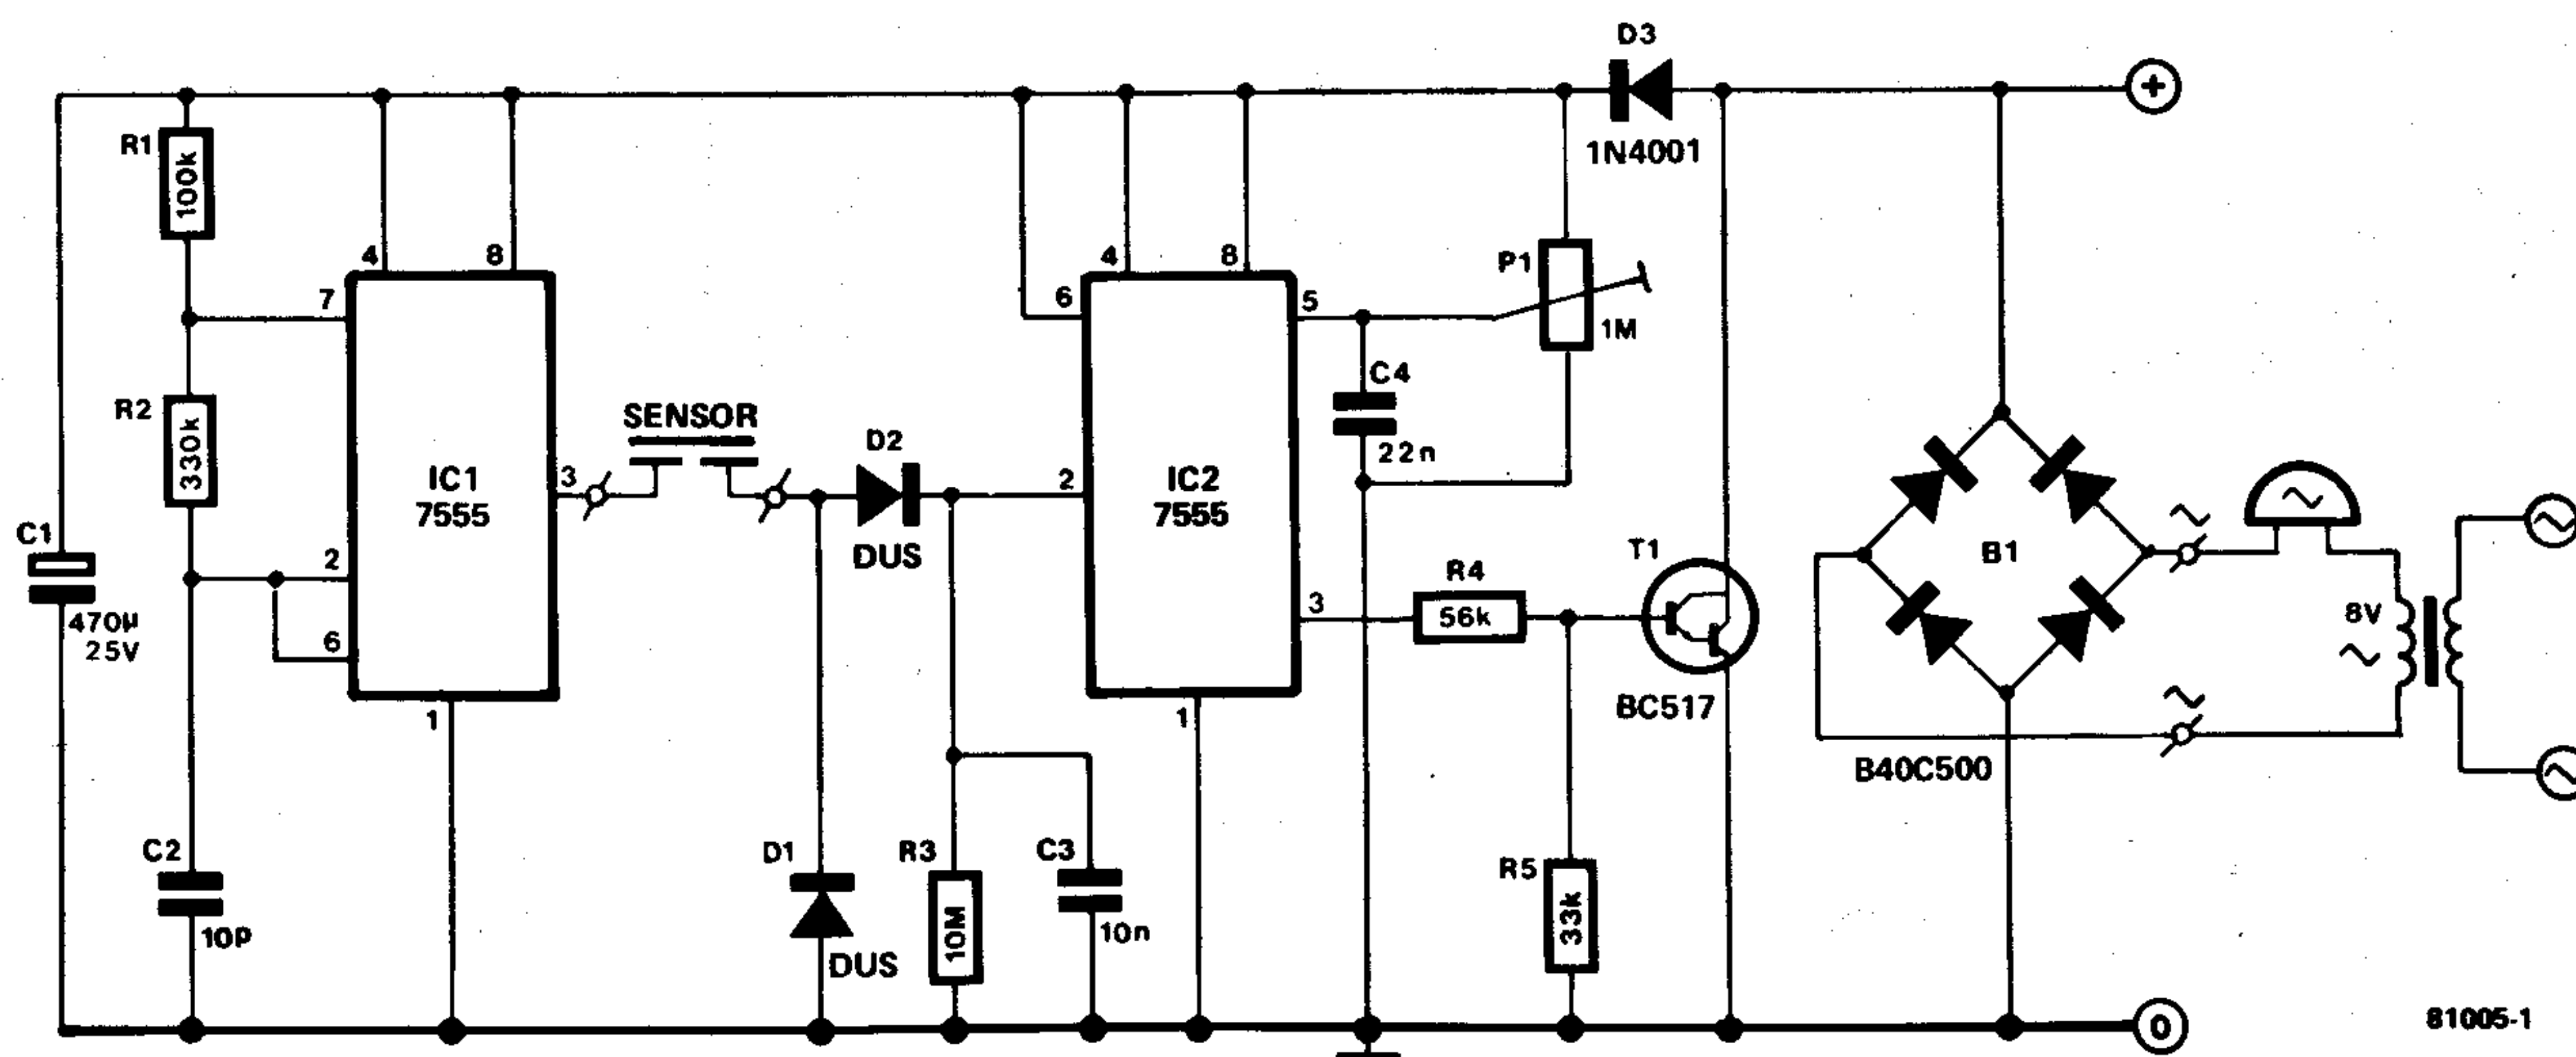 D3
1N4001
+
R1
100k
4
8
4
8
7
6
5
P1
1M
R2
330k
SENSOR
D2
DUS
IC1
7555
3
2
IC2
7555
C4
22n
C1
470µ
25V
2
6
1
3
R4
56k
T1
BC517
B1
B40C500
8V
1
C2
10p
D1
DUS
R3
10M
C3
10n
R5
33k
0
81005-1